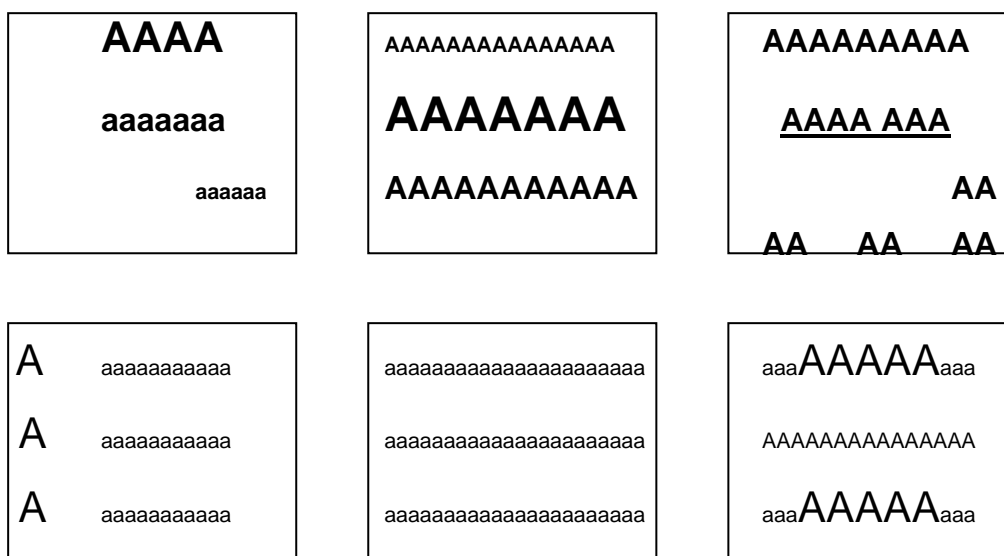 AAAA
aaaaaaa
aaaaaa
AAAAAAAAAAAAAAA
AAAAAAA
AAAAAAAAAAA
AAAAAAAAA
AAAA AAA
AA
AA AA AA
A aaaaaaaaaaa
A aaaaaaaaaaa
A aaaaaaaaaaa
aaaaaaaaaaaaaaaaaaaaaa
aaaaaaaaaaaaaaaaaaaaaa
aaaaaaaaaaaaaaaaaaaaaa
aaaAAAAAaaa
AAAAAAAAAAAAAAA
aaaAAAAAaaa